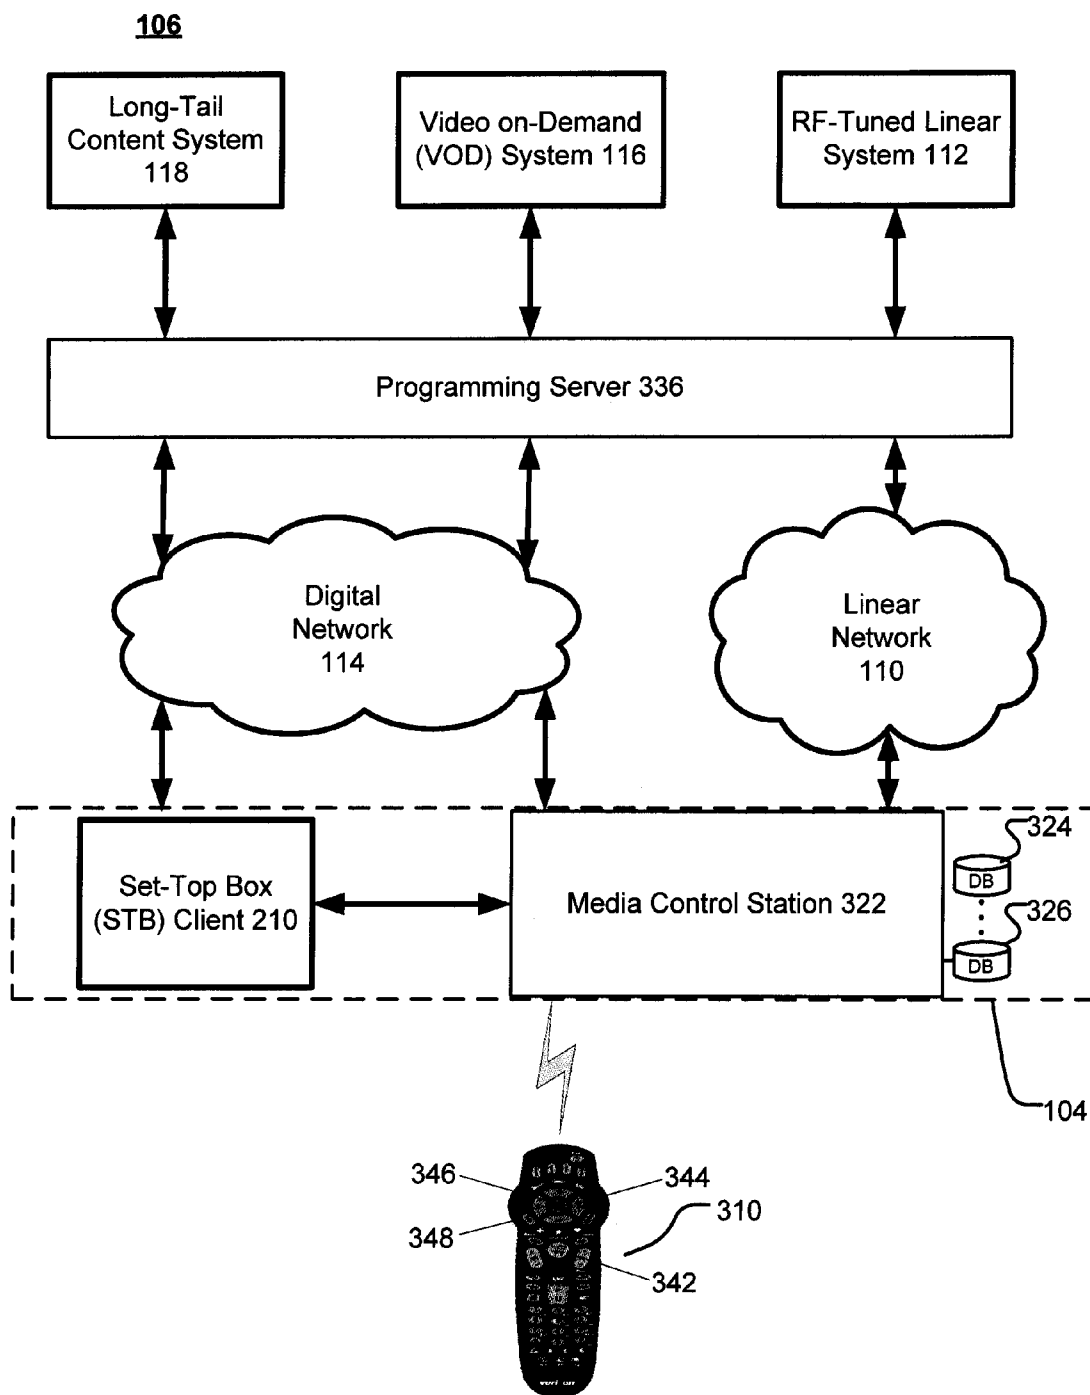 106
Long-Tail
Content System
118
Video on-Demand
(VOD) System 116
RF-Tuned Linear
System 112
Programming Server 336
Digital
Network
114
Linear
Network
110
Set-Top Box
(STB) Client 210
Media Control Station 322
324
DB
326
DB
104
346
344
310
348
342